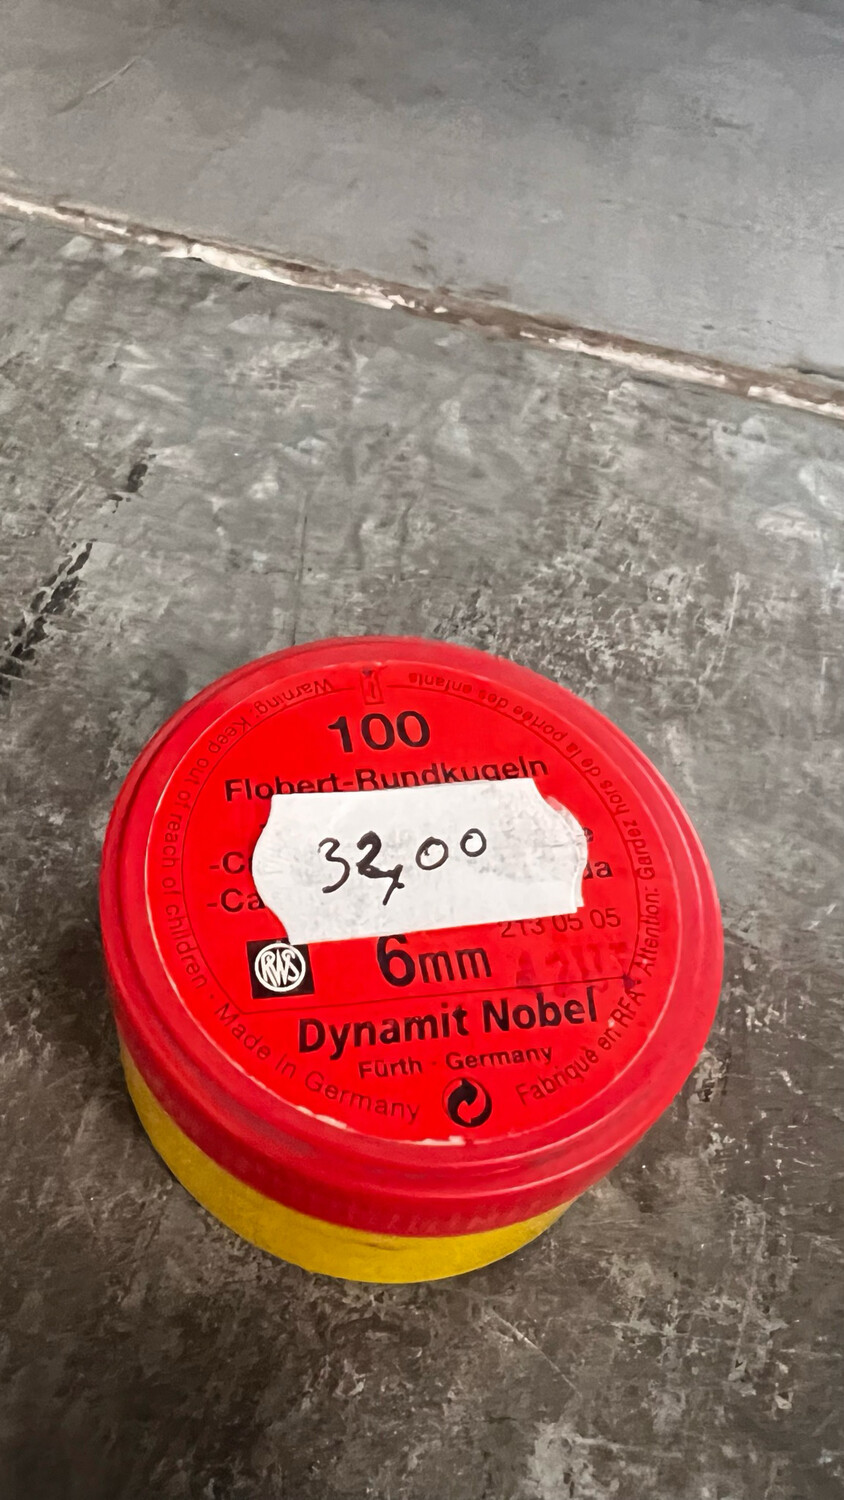 100
Flobert-Rundkugeln
32,00
213 05 05
6mm
RWS
Dynamit Nobel
Fürth · Germany
Warning: Keep out of reach of children · Made in Germany
Fabriqué en RFA · Attention: Gardez hors de la portée des enfants